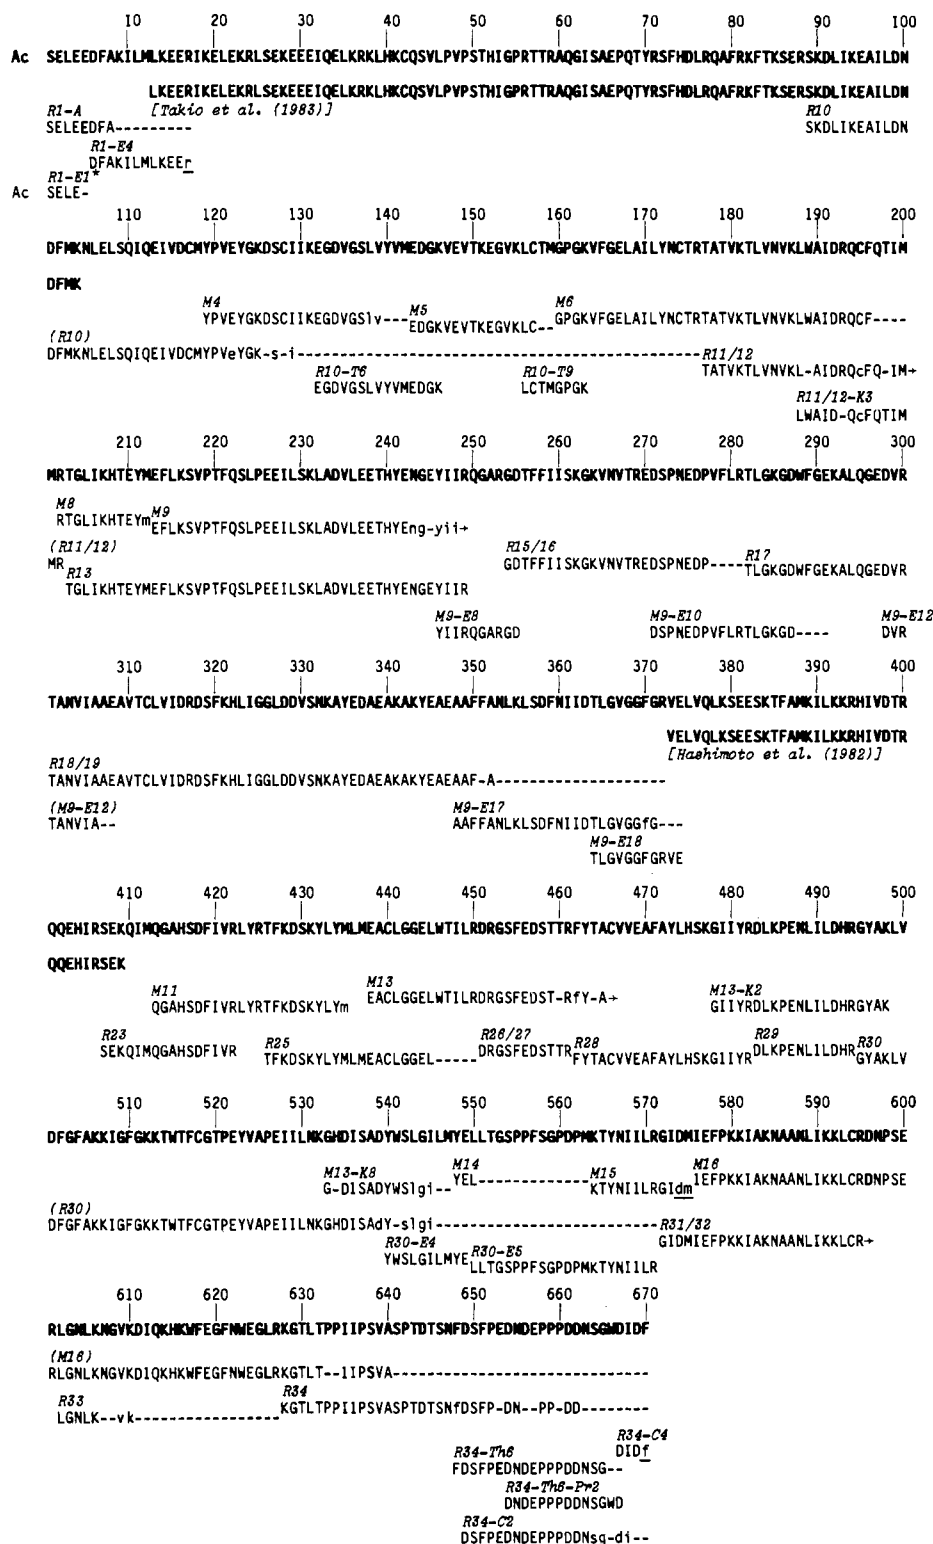 10 20 30 40 50 60 70 80 90 100
Ac SELEEDFAKILMLKEERIKELEKRLSEKEEEIQELKRKLHKCQSVLPVPSTHIGPRTTRAQGISAEPQTYRSFHDLRQAFRKFTKSERSKDLIKEAILDN
LKEERIKELEKRLSEKEEEIQELKRKLHKCQSVLPVPSTHIGPRTTRAQGISAEPQTYRSFHDLRQAFRKFTKSERSKDLIKEAILDN
R1-A [Takio et al. (1983)] R10
SELEEDFA--------- SKDLIKEAILDN
R1-E4
DFAKILMLKEEr
R1-E1*
Ac SELE-
110 120 130 140 150 160 170 180 190 200
DFMKNLELSQIQEIVDCMYPVEYGKDSCIIKEGDVGSLVYVMEDGKVEVTKEGVKLCTMGPGKVFGELAILYNCTRTATVKTLVNVKLWAIDRQCFQTIM
DFMK
M4 M5 M6
YPVEYGKDSCIIKEGDVGSlv--- EDGKVEVTKEGVKLC-- GPGKVFGELAILYNCTRTATVKTLVNVKLWAIDRQCF----
(R10) R11/12
DFMKNLELSQIQEIVDCMYPVeYGK-s-i----------------------------------------------- TATVKTLVNVKL-AIDRQcFQ-IM→
R10-T6 R10-T9
EGDVGSLVYVMEDGK LCTMGPGK
R11/12-K3
LWAID-QcFQTIM
210 220 230 240 250 260 270 280 290 300
MRTGLIKHTEYMEFLKSVPTFQSLPEEILSKLADVLEETHYENGEYIIRQGARGDTFFIISKGKVNVTREDSPNEDPVFLRTLGKGDWFGEKALQGEDVR
M8 M9
RTGLIKHTEYm EFLKSVPTFQSLPEEILSKLADVLEETHYEng-yii→
(R11/12) R15/16 R17
MR GDTFFIISKGKVNVTREDSPNEDP---- TLGKGDWFGEKALQGEDVR
R13
TGLIKHTEYMEFLKSVPTFQSLPEEILSKLADVLEETHYENGEYIIR
M9-E8 M9-E10 M9-E12
YIIRQGARGD DSPNEDPVFLRTLGKGD---- DVR
310 320 330 340 350 360 370 380 390 400
TANVIAAEAVTCLVIDRDSFKHLIGGLDDVSNKAYEDAEAKAKYEAEAAFFANLKLSDFNIIDTLGVGGFGRVELVQLKSEESKTFAMKILKKRHIVDTR
VELVQLKSEESKTFAMKILKKRHIVDTR
[Hashimoto et al. (1982)]
R18/19
TANVIAAEAVTCLVIDRDSFKHLIGGLDDVSNKAYEDAEAKAKYEAEAAF-A--------------------
(M9-E12) M9-E17
TANVIA-- AAFFANLKLSDFNIIDTLGVGGfG---
M9-E18
TLGVGGFGRVE
410 420 430 440 450 460 470 480 490 500
QQEHIRSEKQIMQGAHSDFIVRLYRTFKDSKYLYMLMEACLGGELWTILRDRGSFEDSTTRFYTACVVEAFAYLHSKGIIYRDLKPENLILDHRGYAKLV
QQEHIRSEK
M11 M13 M13-K2
QGAHSDFIVRLYRTFKDSKYLYm EACLGGELWTILRDRGSFEDST-RfY-A→ GIIYRDLKPENLILDHRGYAK
R23 R25 R26/27 R28 R29 R30
SEKQIMQGAHSDFIVR TFKDSKYLYMLMEACLGGEL----- DRGSFEDSTTR FYTACVVEAFAYLHSKGIIYR DLKPENLILDHR GYAKLV
510 520 530 540 550 560 570 580 590 600
DFGFAKKIGFGKKTWTFCGTPEYVAPEIILNKGHDISADYWSLGILMYELLTGSPPFSGPDPMKTYNIILRGIDMIEFPKKIAKNAANLIKKLCRDNPSE
M13-K8 M14 M15 M16
G-DISADYWSlgi-- YEL------------- KTYNIILRGIdm IEFPKKIAKNAANLIKKLCRDNPSE
(R30) R31/32
DFGFAKKIGFGKKTWTFCGTPEYVAPEIILNKGHDISAdY-slgi-------------------------- GIDMIEFPKKIAKNAANLIKKLCR→
R30-E4 R30-E5
YWSLGILMYE LLTGSPPFSGPDPMKTYNIILR
610 620 630 640 650 660 670
RLGNLKNGVKDIQKHKWFEGFNWEGLRKGTLTPPIIPSVASPTDTSNFDSFPEDNDEPPPDDNSGWDIDF
(M16)
RLGNLKNGVKDIQKHKWFEGFNWEGLRKGTLT--IIPSVA------------------------------
R33 R34
LGNLK--vk----------------- KGTLTPPIIPSVASPTDTSNfDSFP-DN--PP-DD--------
R34-Th6 R34-C4
FDSFPEDNDEPPPDDNSG-- DIDf
R34-Th6-Pr2
DNDEPPPDDNSGWD
R34-C2
DSFPEDNDEPPPDDNsg-di--